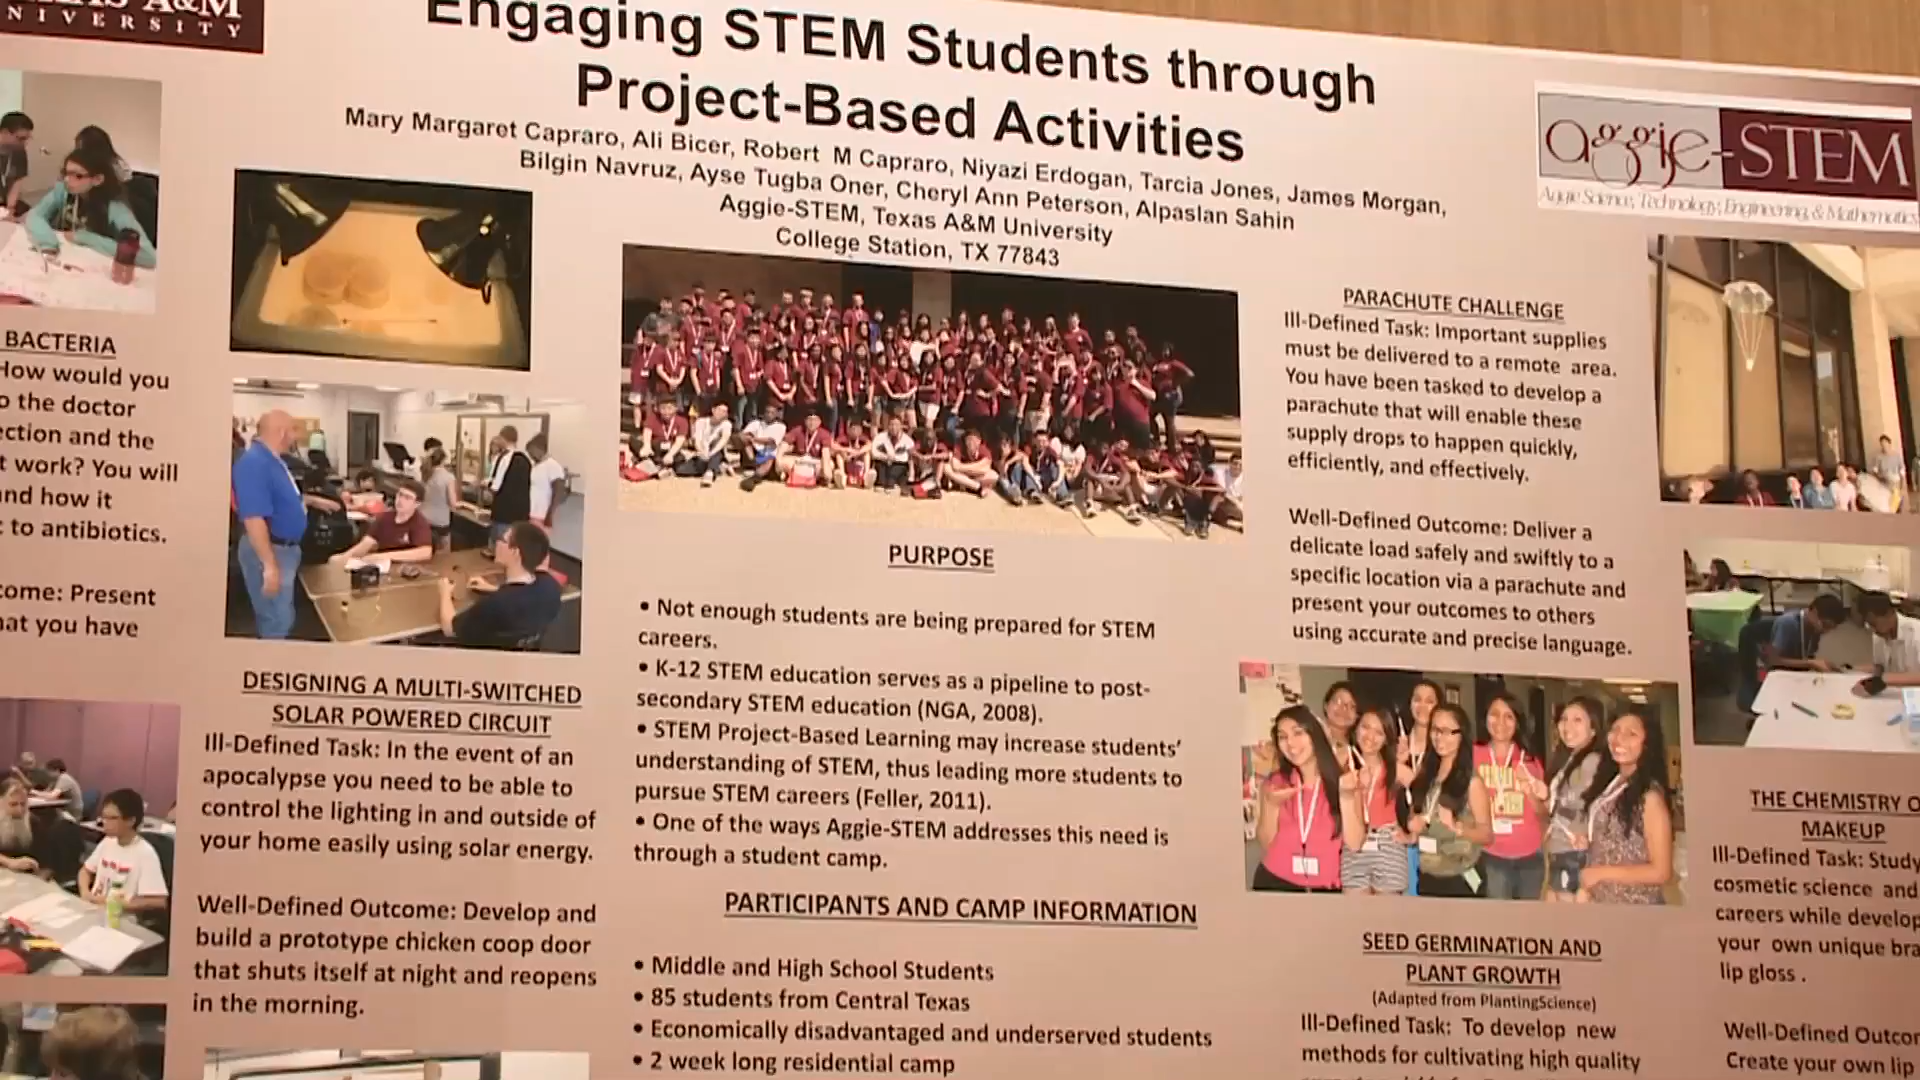 UNIVERSITY
Engaging STEM Students through
Project-Based Activities
Mary Margaret Capraro, Ali Bicer, Robert M Capraro, Niyazi Erdogan, Tarcia Jones, James Morgan,
Bilgin Navruz, Ayse Tugba Oner, Cheryl Ann Peterson, Alpaslan Sahin
Aggie-STEM, Texas A&M University
College Station, TX 77843
aggie-STEM
Aggie Science, Technology, Engineering, & Mathematics
BACTERIA
How would you
the doctor
and the
work? You will
and how it
to antibiotics.
Present
you have
DESIGNING A MULTI-SWITCHED
SOLAR POWERED CIRCUIT
Ill-Defined Task: In the event of an
apocalypse you need to be able to
control the lighting in and outside of
your home easily using solar energy.
Well-Defined Outcome: Develop and
build a prototype chicken coop door
that shuts itself at night and reopens
in the morning.
PURPOSE
• Not enough students are being prepared for STEM
careers.
• K-12 STEM education serves as a pipeline to post-
secondary STEM education (NGA, 2008).
• STEM Project-Based Learning may increase students'
understanding of STEM, thus leading more students to
pursue STEM careers (Feller, 2011).
• One of the ways Aggie-STEM addresses this need is
through a student camp.
PARTICIPANTS AND CAMP INFORMATION
• Middle and High School Students
• 85 students from Central Texas
• Economically disadvantaged and underserved students
• 2 week long residential camp
PARACHUTE CHALLENGE
Ill-Defined Task: Important supplies
must be delivered to a remote area.
You have been tasked to develop a
parachute that will enable these
supply drops to happen quickly,
efficiently, and effectively.
Well-Defined Outcome: Deliver a
delicate load safely and swiftly to a
specific location via a parachute and
present your outcomes to others
using accurate and precise language.
SEED GERMINATION AND
PLANT GROWTH
(Adapted from PlantingScience)
Ill-Defined Task: To develop new
methods for cultivating high quality
THE CHEMISTRY O
MAKEUP
Ill-Defined Task: Study
cosmetic science and
careers while develop
your own unique bra
lip gloss .
Well-Defined Outcor
Create your own lip